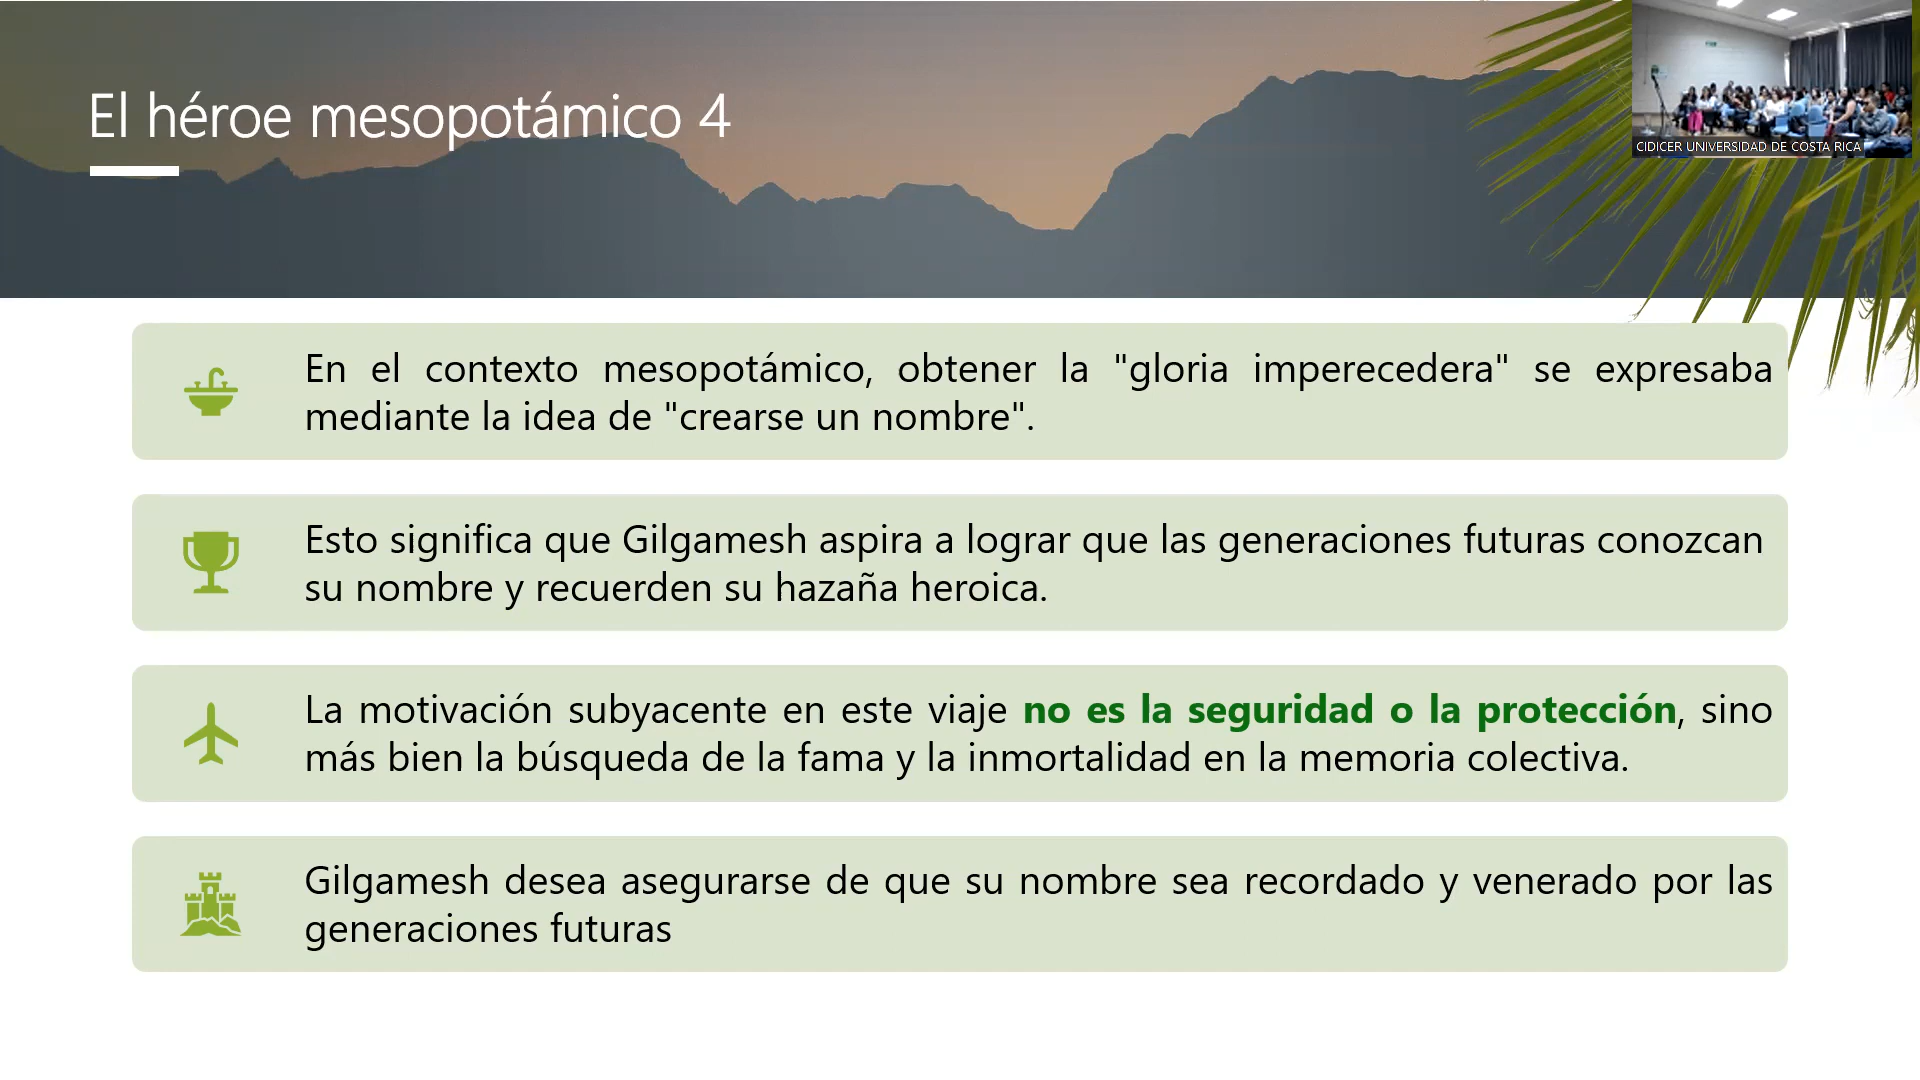 El héroe mesopotámico 4
CIDICER UNIVERSIDAD DE COSTA RICA
En el contexto mesopotámico, obtener la "gloria imperecedera" se expresaba
mediante la idea de "crearse un nombre".
Esto significa que Gilgamesh aspira a lograr que las generaciones futuras conozcan
su nombre y recuerden su hazaña heroica.
La motivación subyacente en este viaje no es la seguridad o la protección, sino
más bien la búsqueda de la fama y la inmortalidad en la memoria colectiva.
Gilgamesh desea asegurarse de que su nombre sea recordado y venerado por las
generaciones futuras